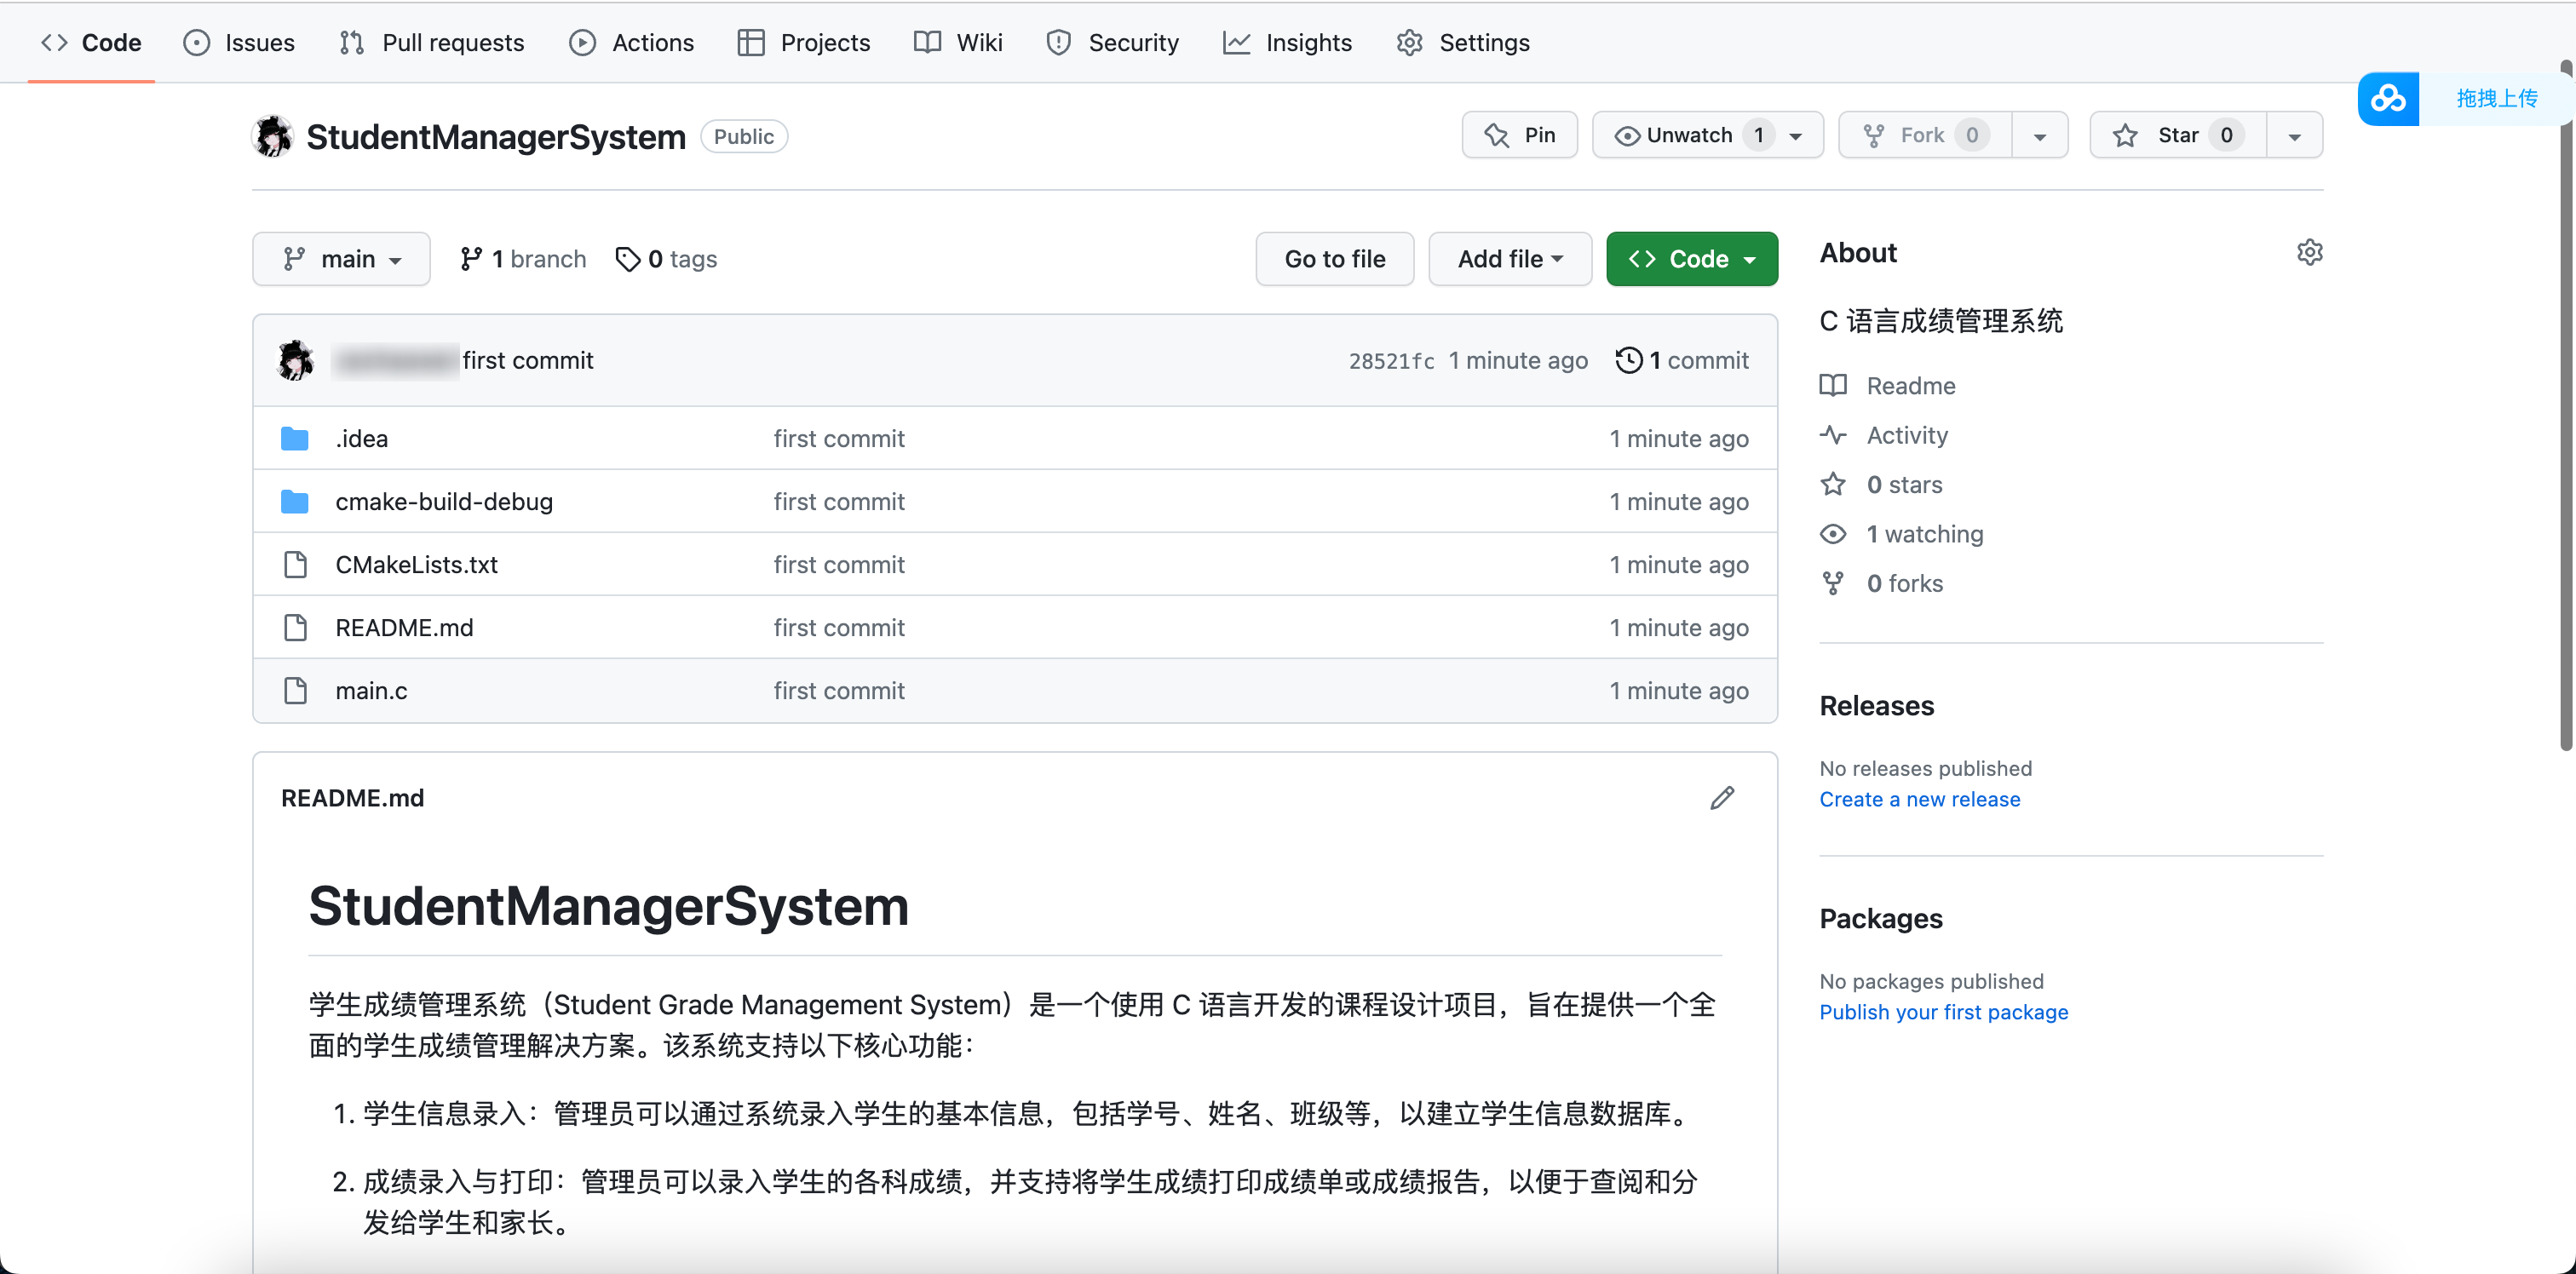 Code Issues Pull requests Actions Projects Wiki Security Insights Settings
拖拽上传
StudentManagerSystem Public
Pin Unwatch 1 Fork 0 Star 0
main 1 branch 0 tags Go to file Add file Code
first commit 28521fc 1 minute ago 1 commit
.idea first commit 1 minute ago
cmake-build-debug first commit 1 minute ago
CMakeLists.txt first commit 1 minute ago
README.md first commit 1 minute ago
main.c first commit 1 minute ago
README.md
StudentManagerSystem
学生成绩管理系统（Student Grade Management System）是一个使用 C 语言开发的课程设计项目，旨在提供一个全
面的学生成绩管理解决方案。该系统支持以下核心功能：
1. 学生信息录入：管理员可以通过系统录入学生的基本信息，包括学号、姓名、班级等，以建立学生信息数据库。
2. 成绩录入与打印：管理员可以录入学生的各科成绩，并支持将学生成绩打印成绩单或成绩报告，以便于查阅和分
发给学生和家长。
About
C 语言成绩管理系统
Readme
Activity
0 stars
1 watching
0 forks
Releases
No releases published
Create a new release
Packages
No packages published
Publish your first package